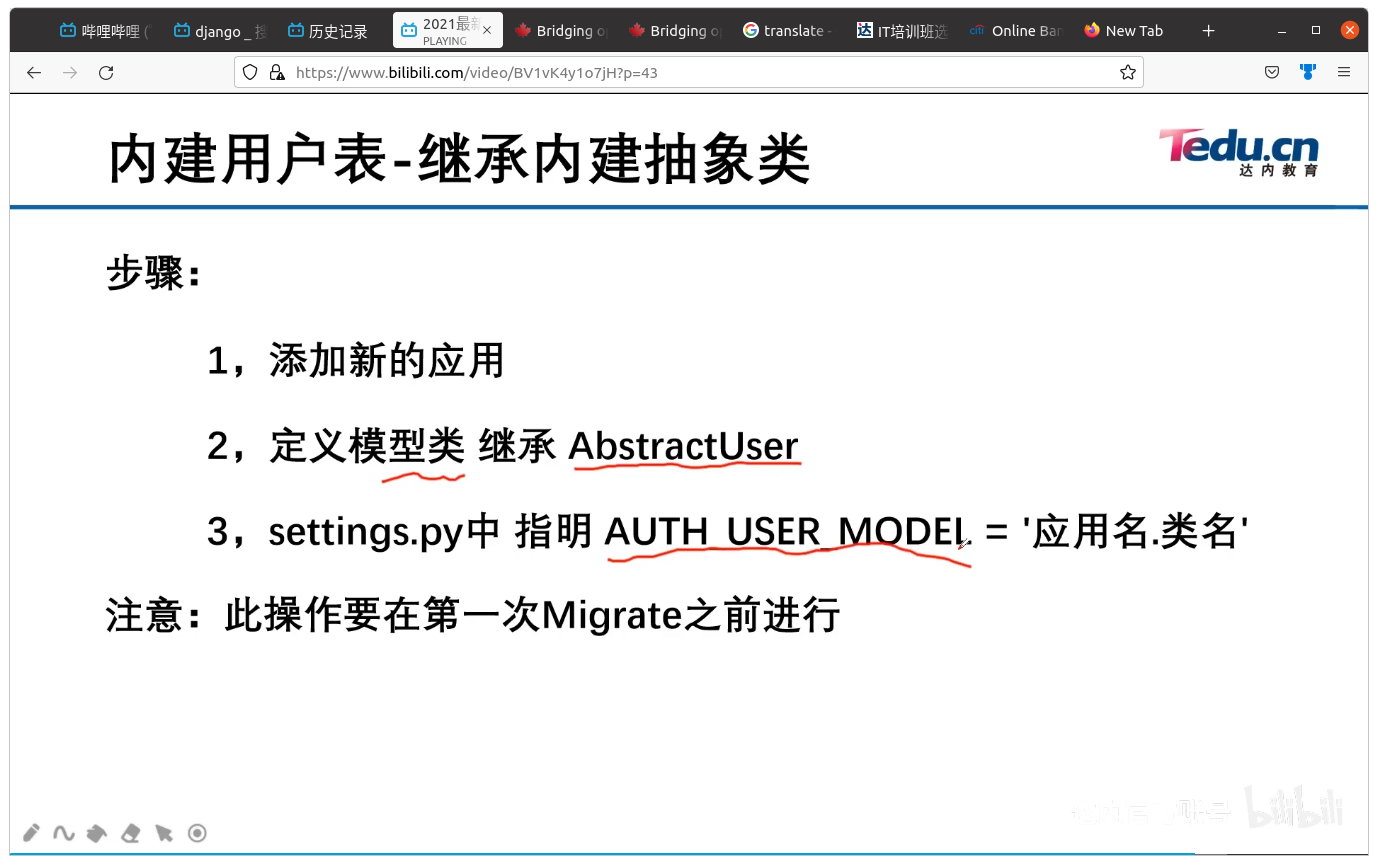 哔哩哔哩 (
django _ 搜
历史记录
2021最新
PLAYING
Bridging o
Bridging o
translate -
IT培训班选
citi
Online Ban
New Tab
https://www.bilibili.com/video/BV1vK4y1o7jH?p=43
内建用户表-继承内建抽象类
Tedu.cn
达内教育
步骤：
1，添加新的应用
2，定义模型类 继承 AbstractUser
3，settings.py中 指明 AUTH_USER_MODEL = '应用名.类名'
注意：此操作要在第一次Migrate之前进行
bilibili